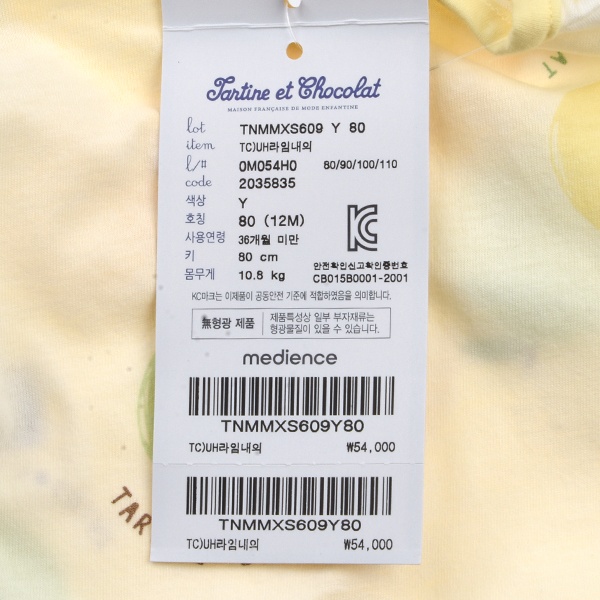 Tartine et Chocolat
MAISON FRANÇAISE DE MODE ENFANTINE
lot TNMMXS609 Y 80
item TC)UH라임내의
l/# 0M054H0 80/90/100/110
code 2035835
색상 Y
호칭 80 (12M)
사용연령 36개월 미만
키 80 cm
몸무게 10.8 kg
안전확인신고확인증번호
CB015B0001-2001
KC마크는 이제품이 공동안전 기준에 적합하였음을 의미합니다.
無형광 제품 제품특성상 일부 부자재류는
형광물질이 있을 수 있습니다.
medience
TNMMXS609Y80
TC)UH라임내의 ₩54,000
TNMMXS609Y80
TC)UH라임내의 ₩54,000
TAR
AT